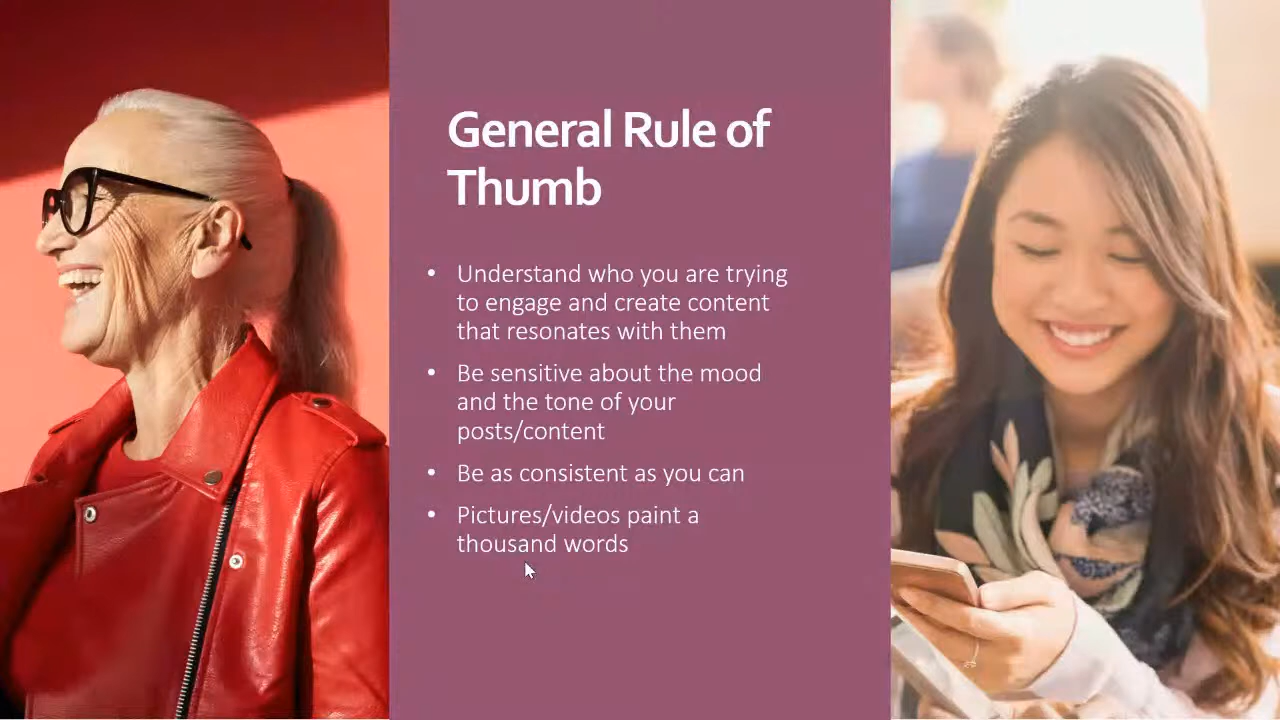 General Rule of
Thumb
• Understand who you are trying
to engage and create content
that resonates with them
• Be sensitive about the mood
and the tone of your
posts/content
• Be as consistent as you can
• Pictures/videos paint a
thousand words